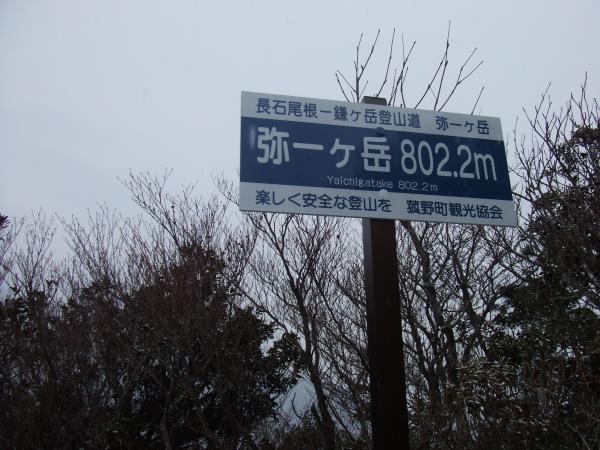 長石尾根ー鎌ヶ岳登山道　弥一ヶ岳
弥一ヶ岳 802.2m
Yaichigatake 802.2m
楽しく安全な登山を　菰野町観光協会